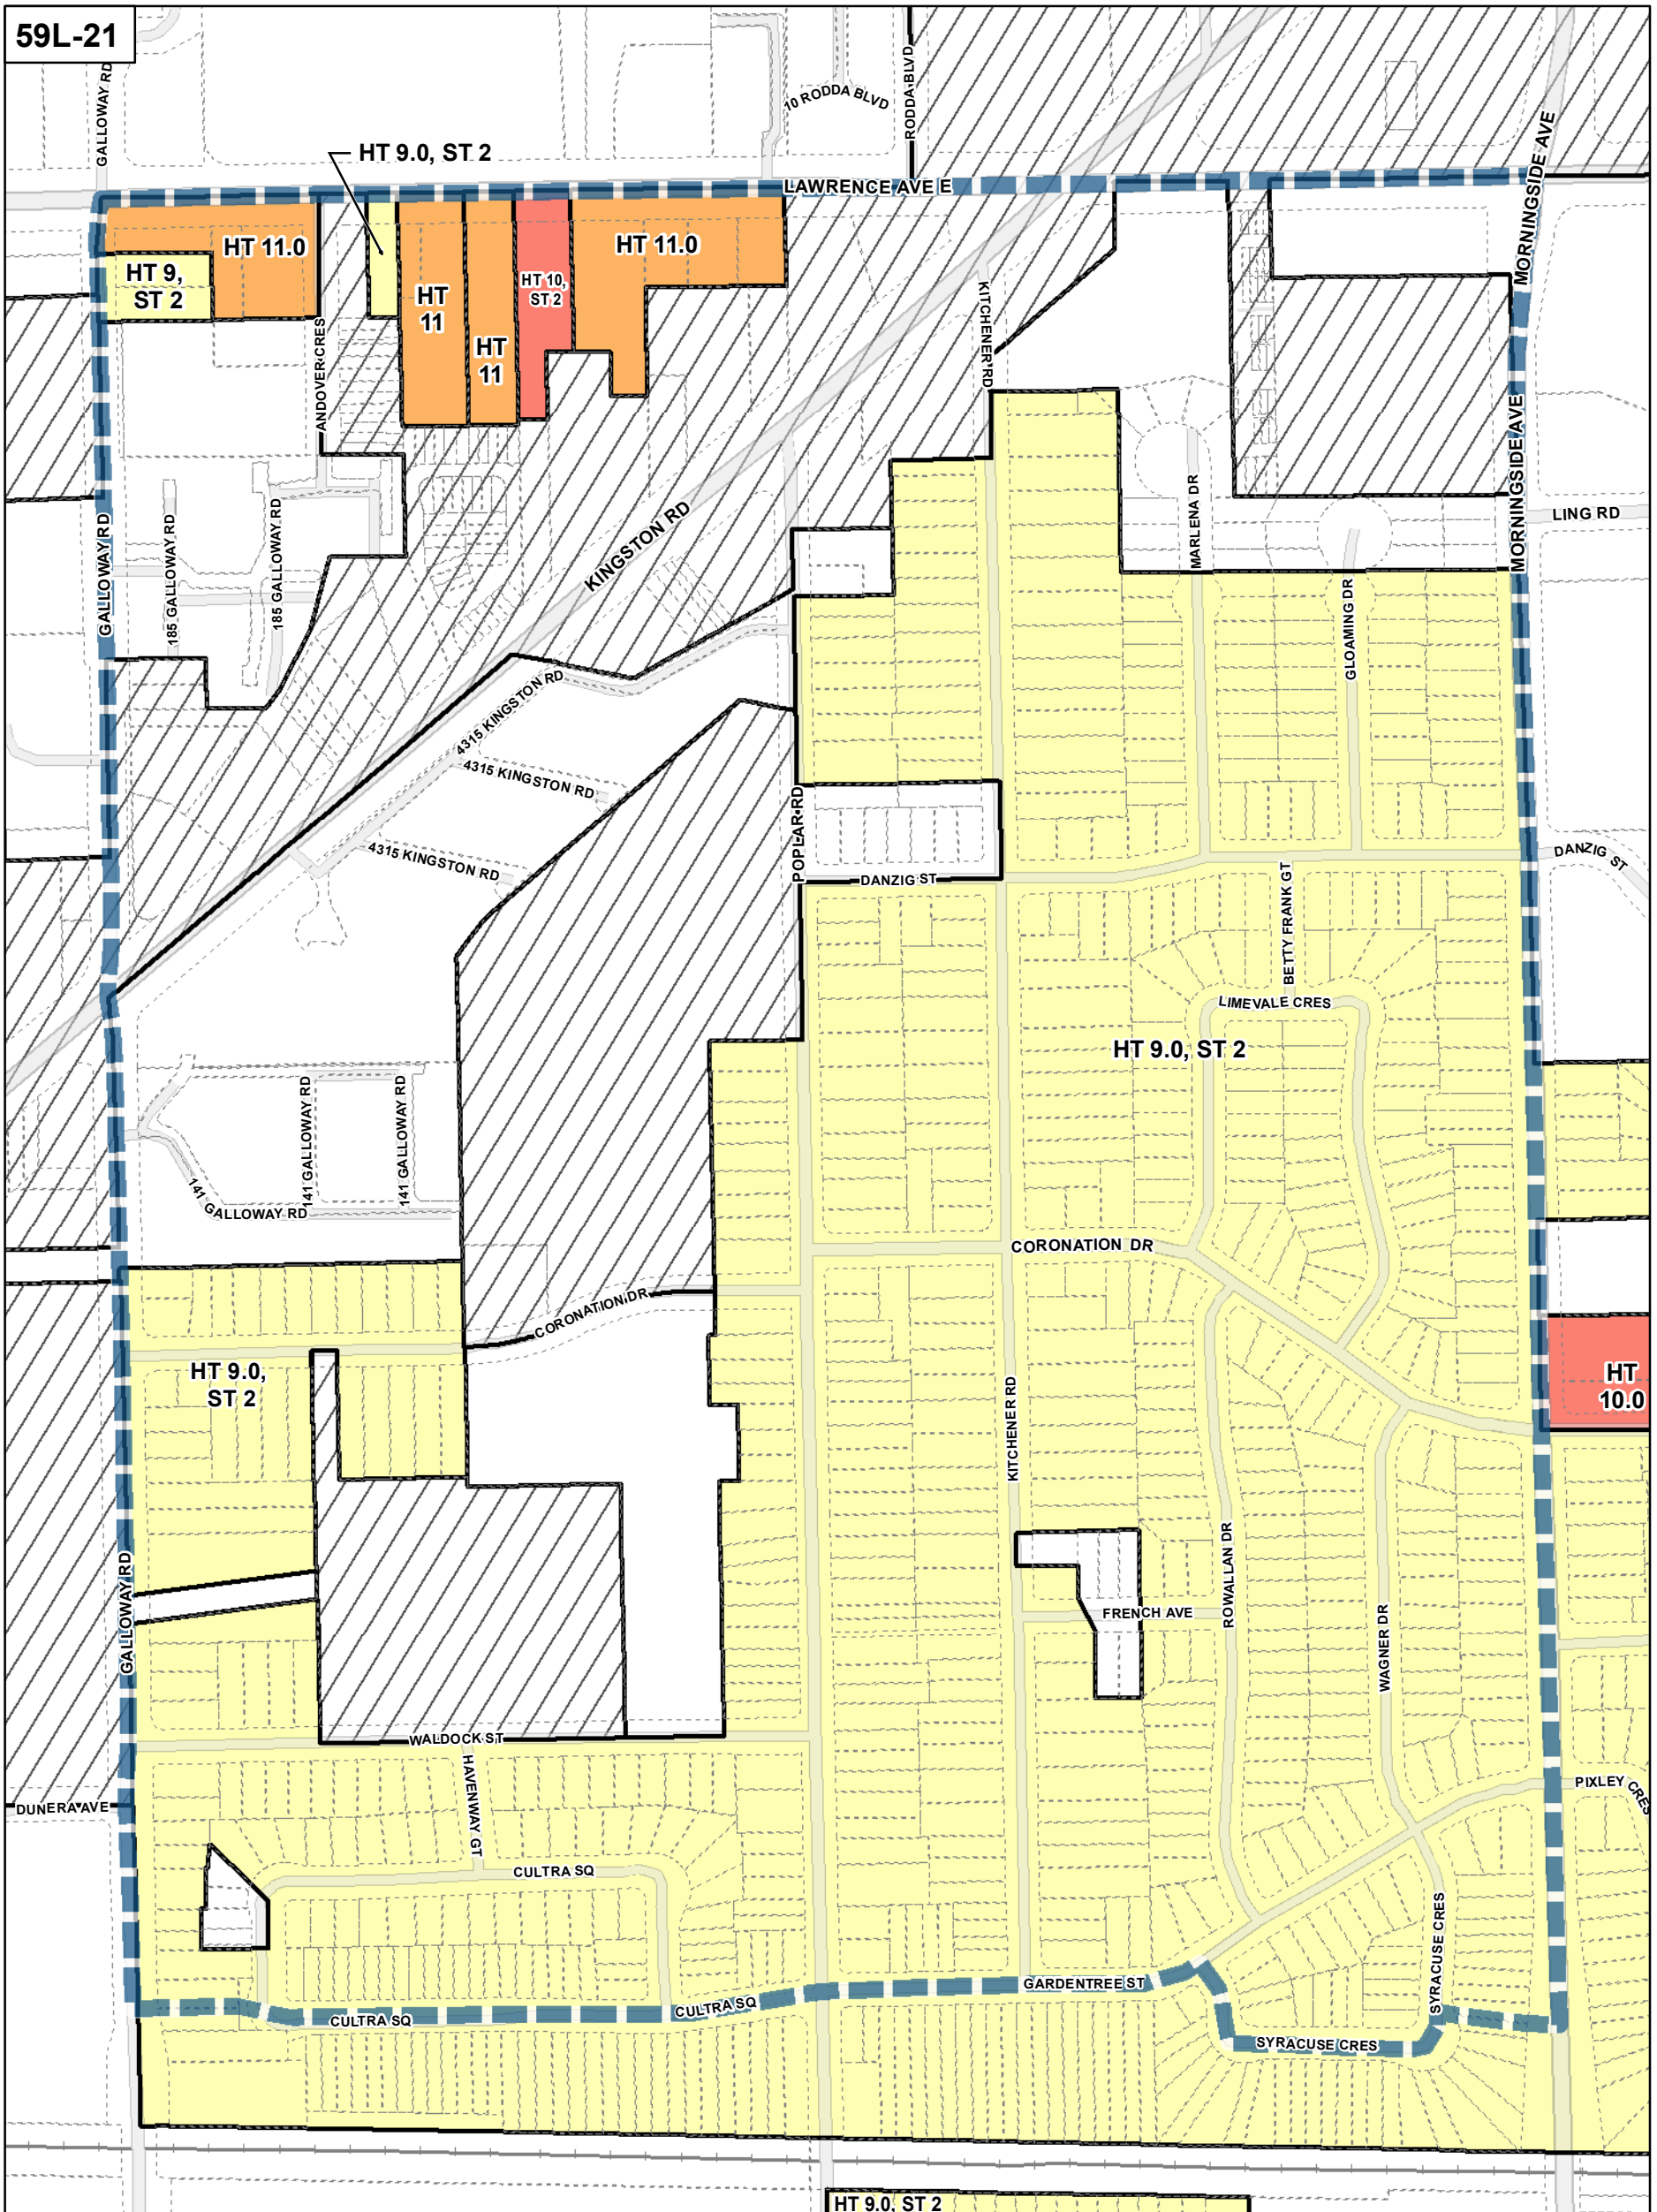 59L-21
GALLOWAY RD
10 RODDA BLVD
RODDA BLVD
MORNINGSIDE AVE
HT 9.0, ST 2
LAWRENCE AVE E
HT 11.0
HT 9,
ST 2
HT
11
HT
11
HT 10,
ST 2
HT 11.0
ANDOVER CRES
KITCHENER RD
MORNINGSIDE AVE
LING RD
MARLENA DR
GALLOWAY RD
185 GALLOWAY RD
185 GALLOWAY RD
KINGSTON RD
GLOAMING DR
4315 KINGSTON RD
4315 KINGSTON RD
4315 KINGSTON RD
POPLAR RD
DANZIG ST
DANZIG ST
BETTY FRANK GT
LIMEVALE CRES
HT 9.0, ST 2
141 GALLOWAY RD
141 GALLOWAY RD
141 GALLOWAY RD
CORONATION DR
CORONATION DR
HT 9.0,
ST 2
HT
10.0
KITCHENER RD
ROWALLAN DR
FRENCH AVE
GALLOWAY RD
WAGNER DR
WALDOCK ST
HAVENWAY GT
DUNERA AVE
PIXLEY CRES
CULTRA SQ
SYRACUSE CRES
GARDENTREE ST
CULTRA SQ
CULTRA SQ
SYRACUSE CRES
HT 9.0, ST 2